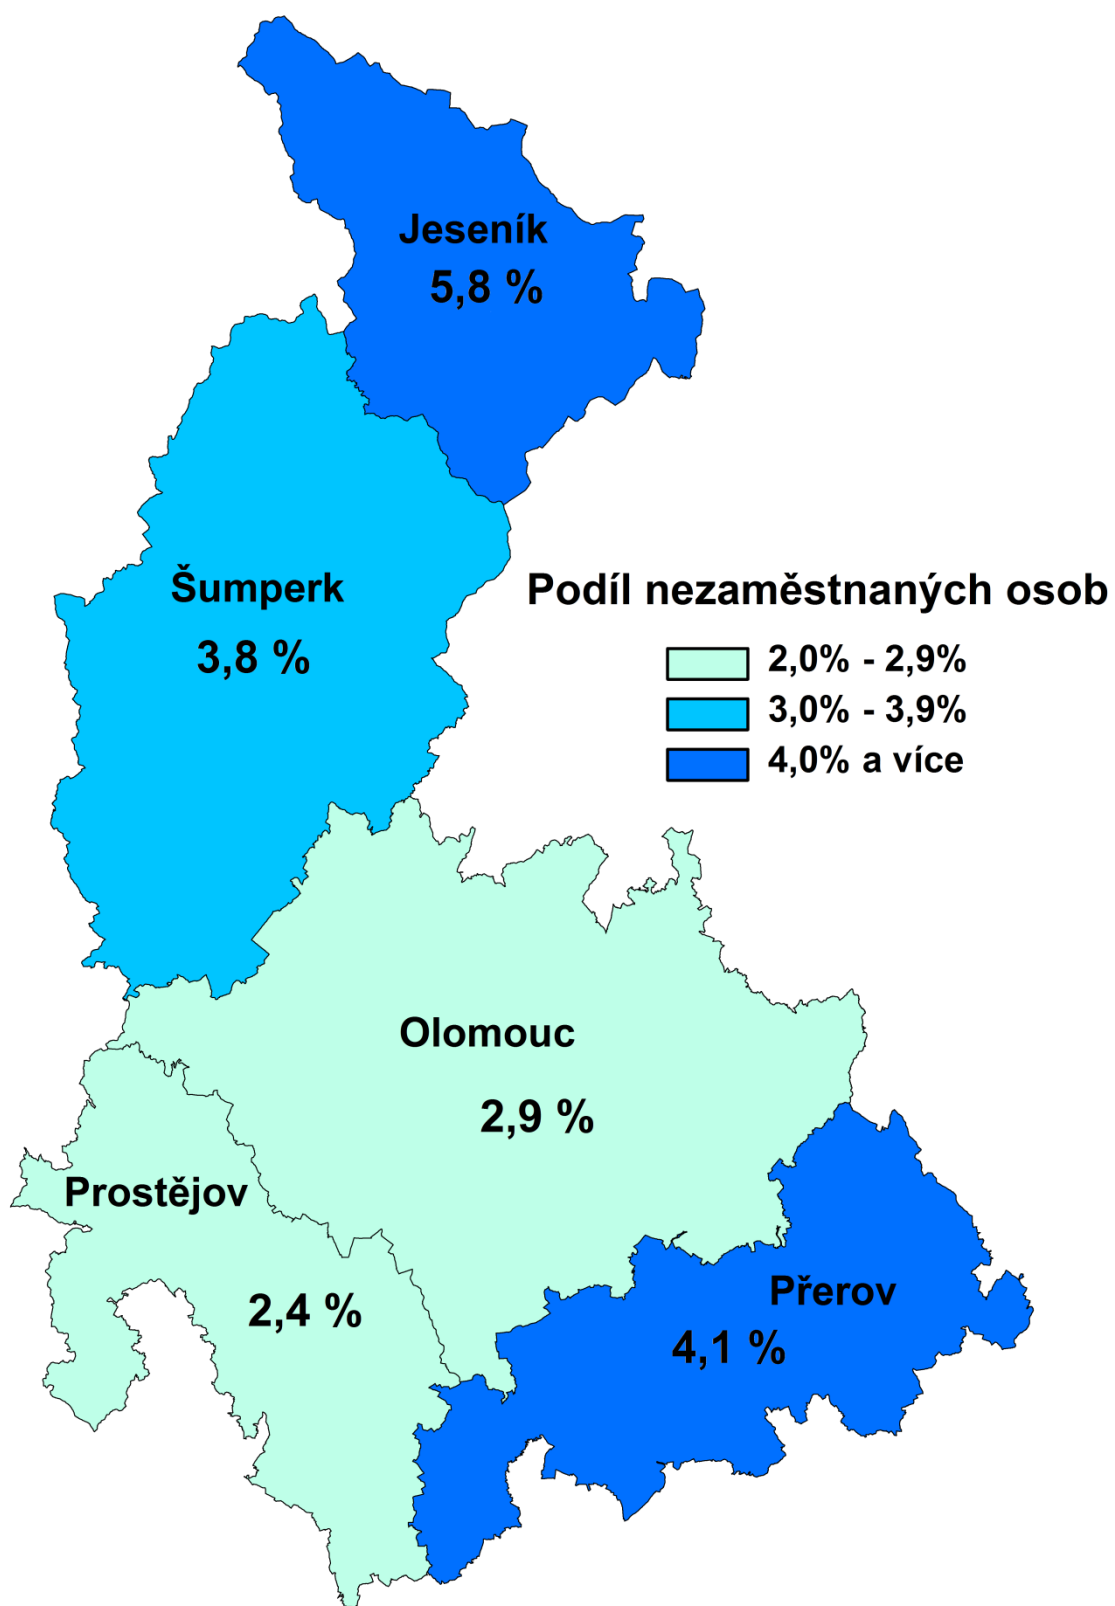 Jeseník
5,8 %
Šumperk
3,8 %
Podíl nezaměstnaných osob
2,0% - 2,9%
3,0% - 3,9%
4,0% a více
Olomouc
2,9 %
Prostějov
2,4 %
Přerov
4,1 %